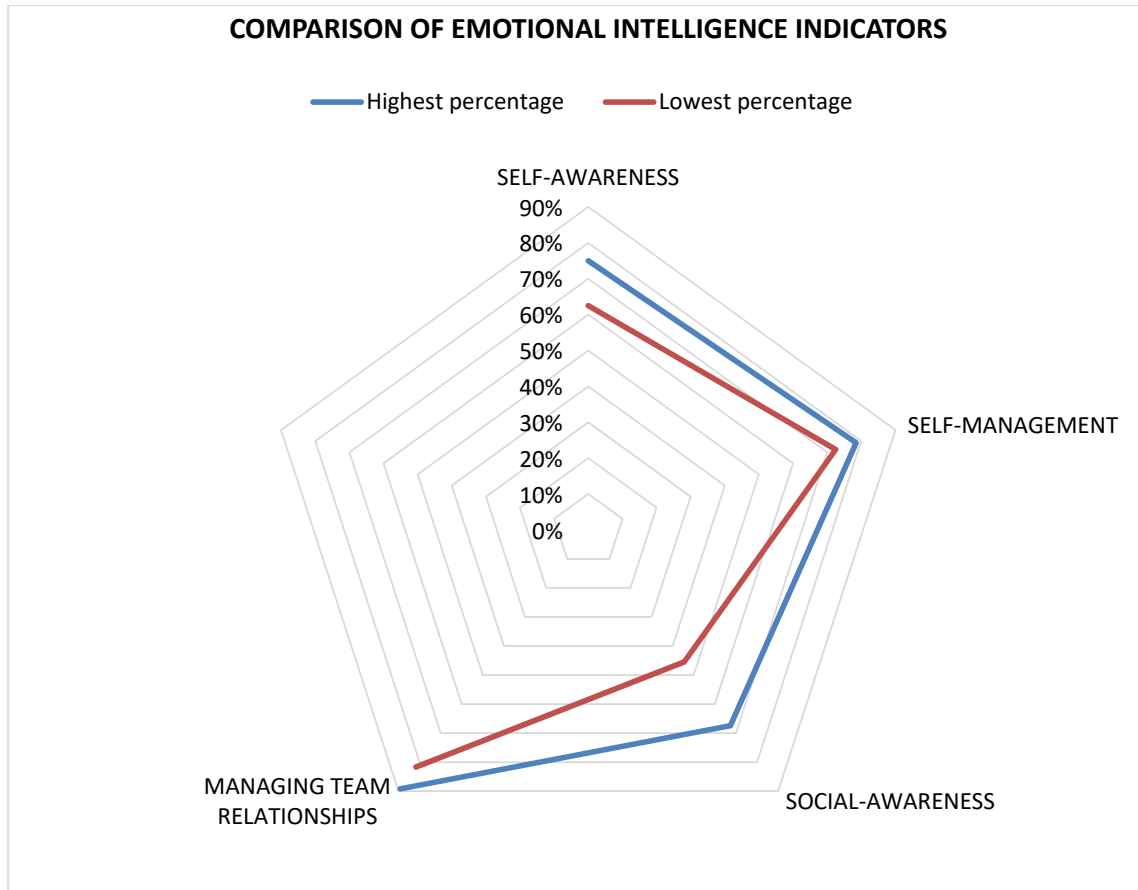 COMPARISON OF EMOTIONAL INTELLIGENCE INDICATORS
Highest percentage
Lowest percentage
SELF-AWARENESS
90%
80%
70%
60%
50%
40%
30%
20%
10%
0%
SELF-MANAGEMENT
SOCIAL-AWARENESS
MANAGING TEAM
RELATIONSHIPS